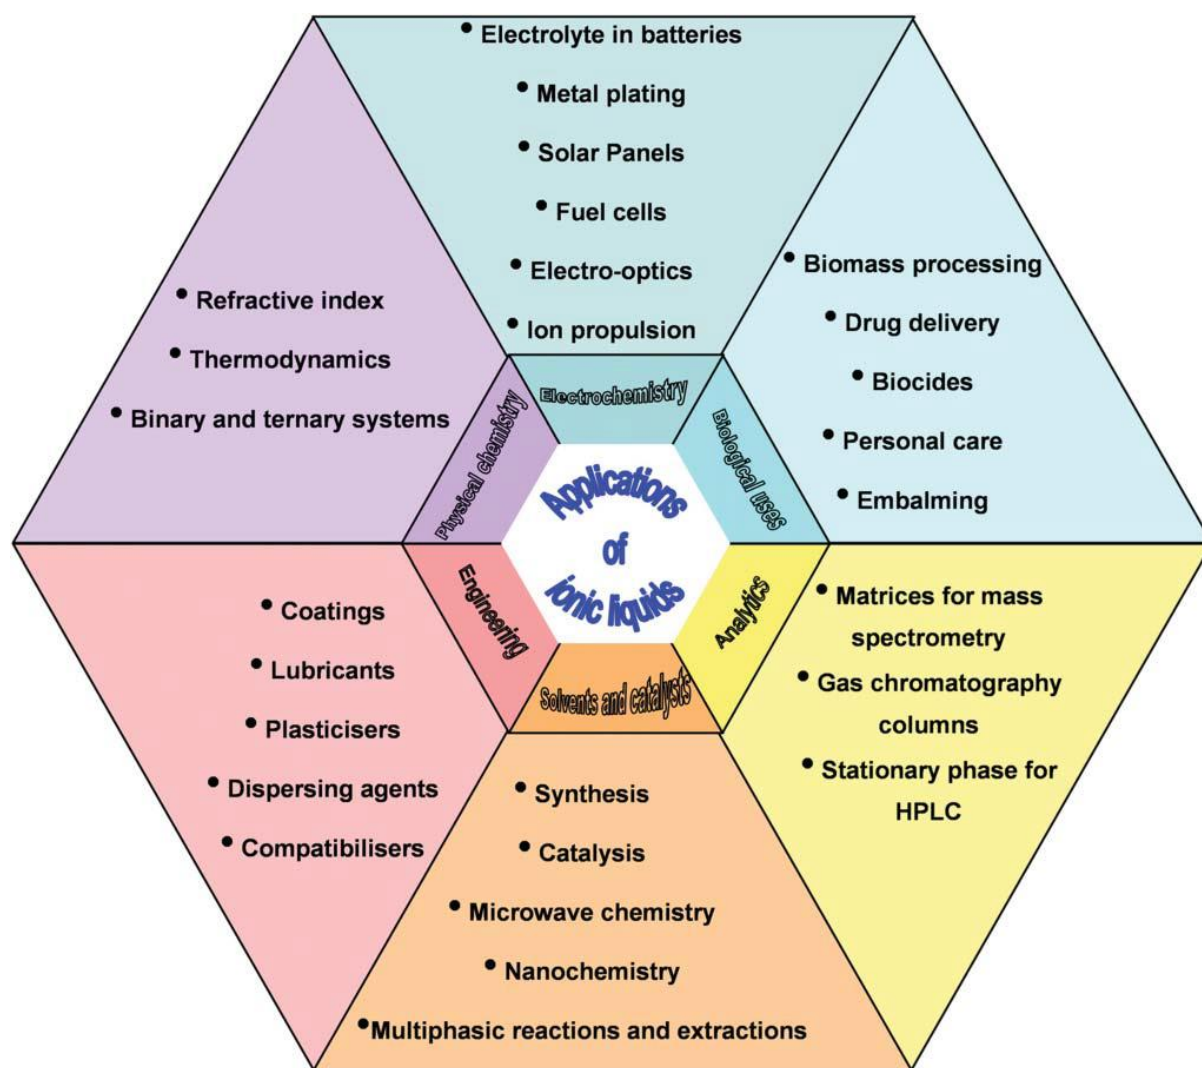 • Electrolyte in batteries
• Metal plating
• Solar Panels
• Fuel cells
• Electro-optics
• Ion propulsion
Electrochemistry
• Biomass processing
• Drug delivery
• Biocides
• Personal care
• Embalming
Biological uses
• Matrices for mass
spectrometry
• Gas chromatography
columns
• Stationary phase for
HPLC
Analytics
Solvents and catalysts
• Synthesis
• Catalysis
• Microwave chemistry
• Nanochemistry
• Multiphasic reactions and extractions
Engineering
• Coatings
• Lubricants
• Plasticisers
• Dispersing agents
• Compatibilisers
Physical chemistry
• Refractive index
• Thermodynamics
• Binary and ternary systems
Applications
of
ionic liquids